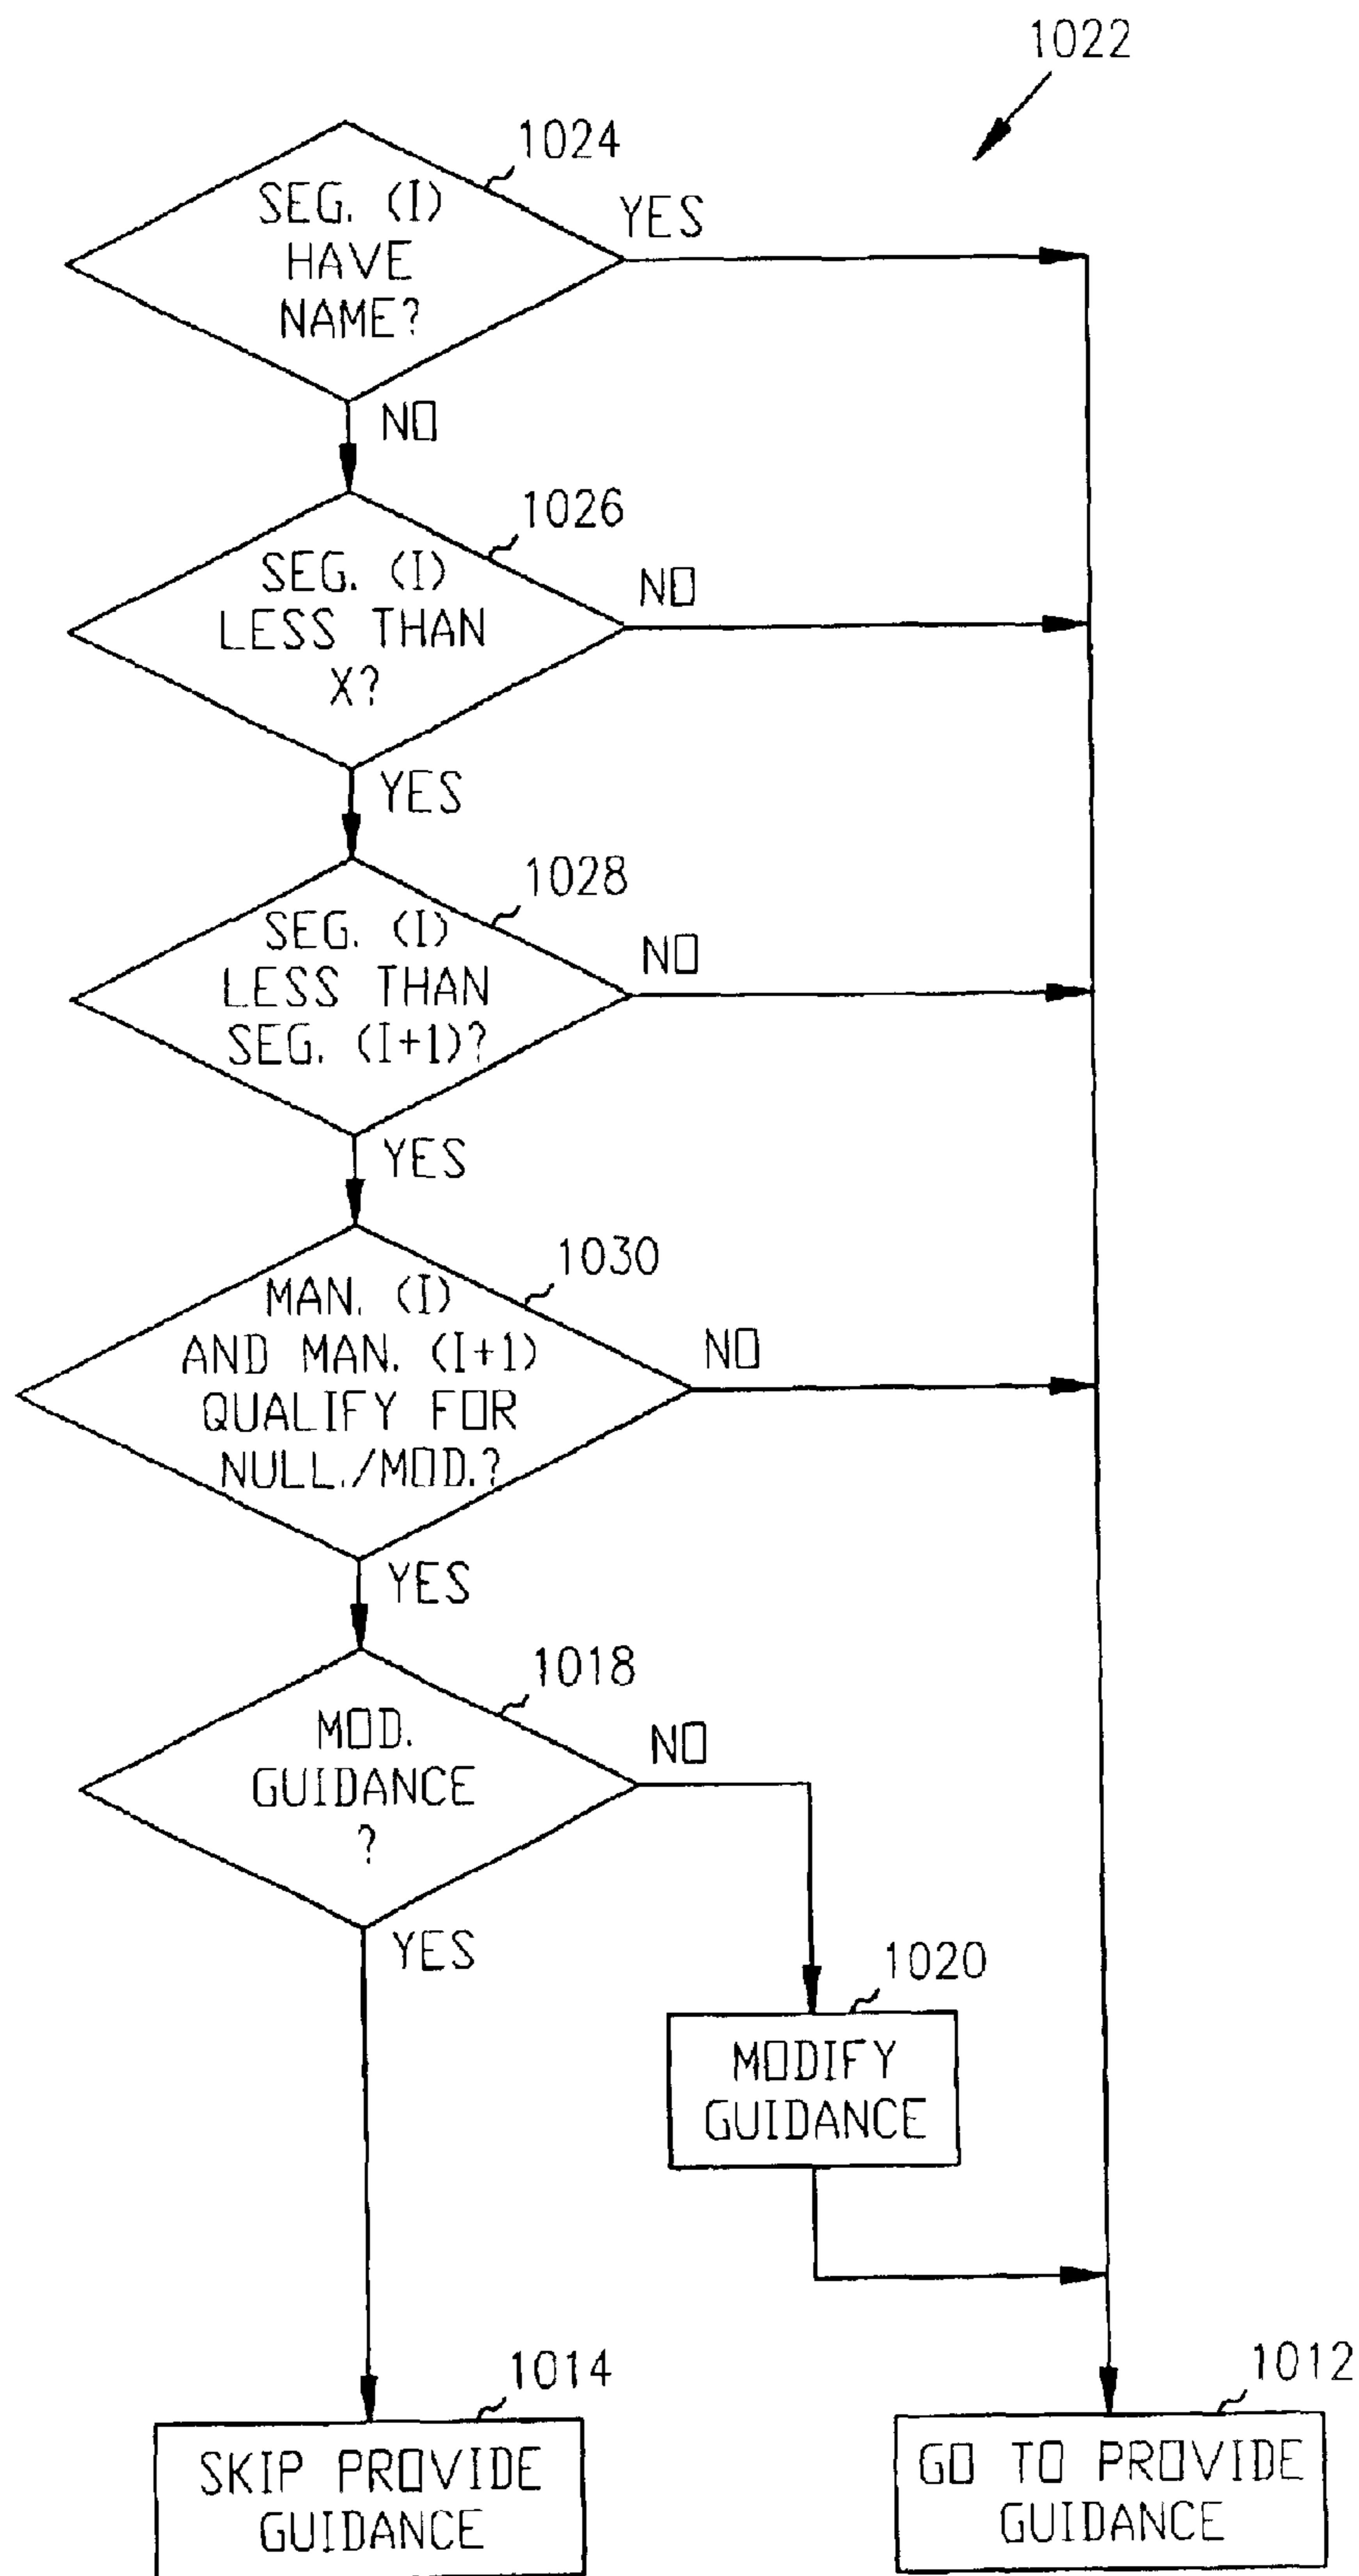 1022
1024
SEG. (I)
HAVE
NAME?
YES
NO
1026
SEG. (I)
LESS THAN
X?
NO
YES
1028
SEG. (I)
LESS THAN
SEG. (I+1)?
NO
YES
1030
MAN. (I)
AND MAN. (I+1)
QUALIFY FOR
NULL./MOD.?
NO
YES
1018
MOD.
GUIDANCE
?
NO
YES
1020
MODIFY
GUIDANCE
1014
SKIP PROVIDE
GUIDANCE
1012
GO TO PROVIDE
GUIDANCE